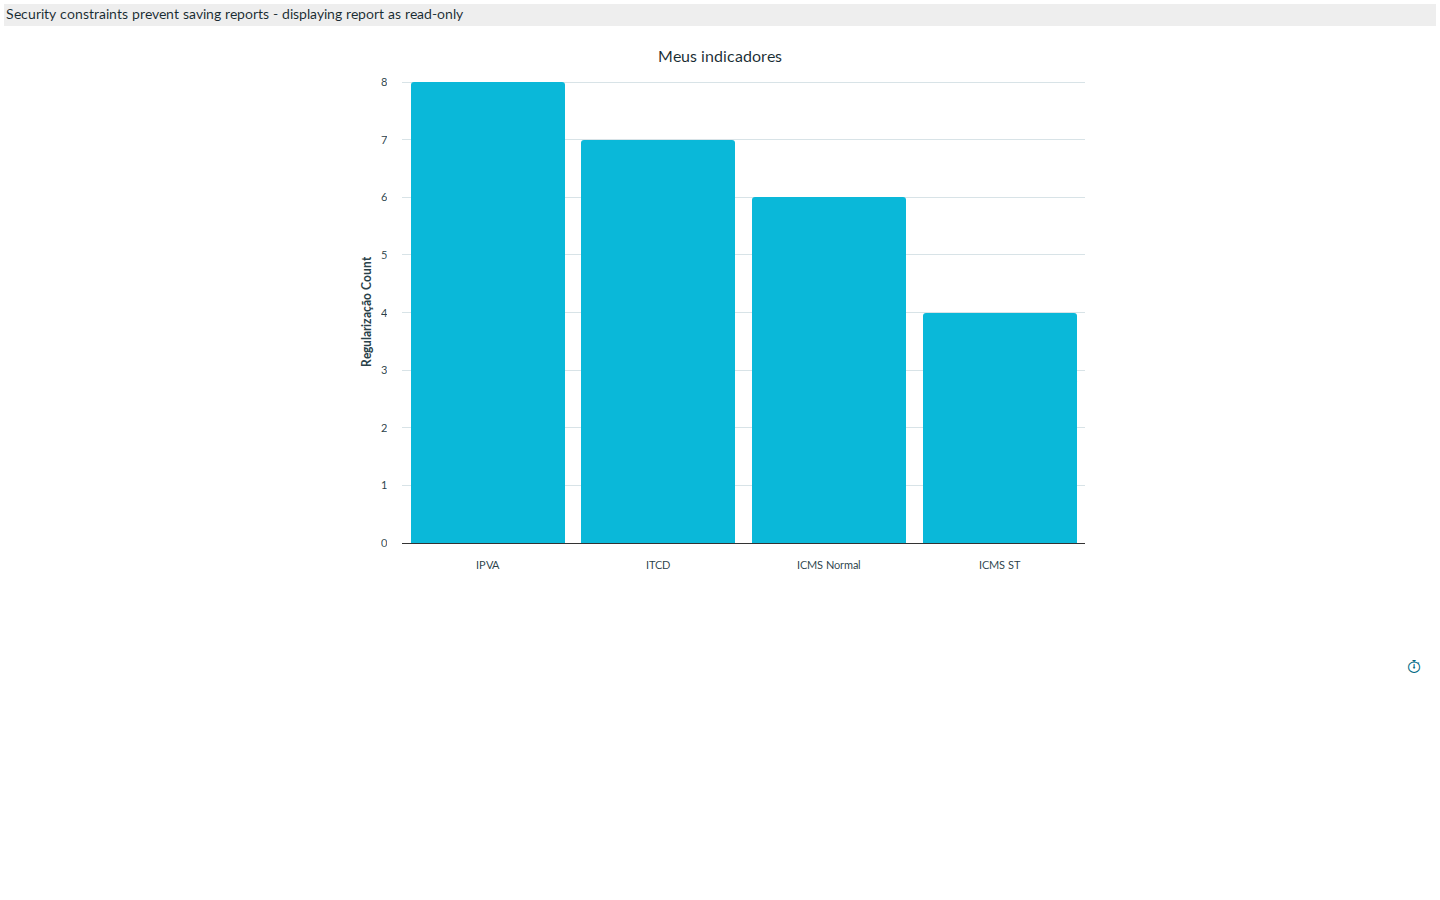 Security constraints prevent saving reports - displaying report as read-only
Meus indicadores
Regularização Count
8
7
6
5
4
3
2
1
0
IPVA
ITCD
ICMS Normal
ICMS ST